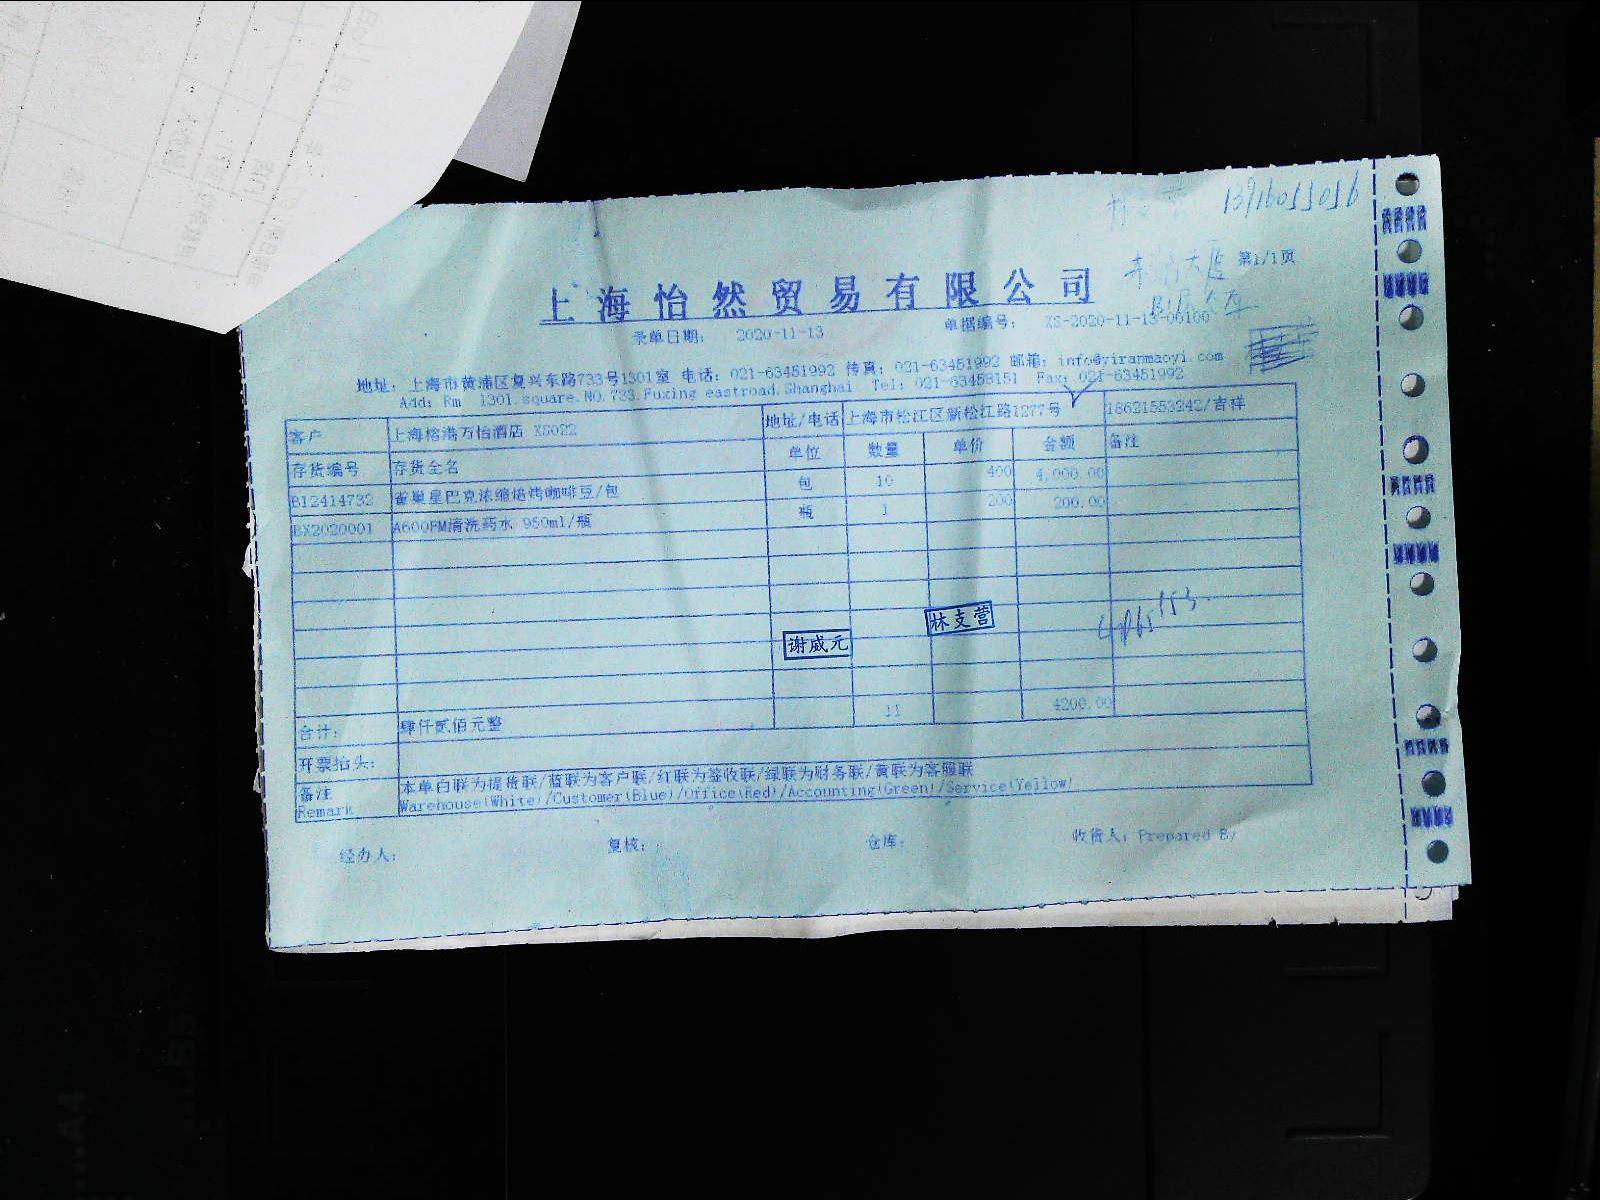 13916055056
第1/1页
上海怡然贸易有限公司
录单日期： 2020-11-13 单据编号： XS-2020-11-13-00100
地址：上海市黄浦区复兴东路733号1301室 电话：021-63451992 传真：021-63451992 邮箱：info@yiranmaoyi.com
Add: Rm 1301.square.NO.733.Fuxing eastroad.Shanghai Tel: 021-63458151 Fax: 021-63451992
客户 上海榕港万怡酒店 XS022 地址/电话 上海市松江区新松江路1277号 18621553242/吉祥
存货编号 存货全名 单位 数量 单价 金额 备注
B12414732 雀巢星巴克浓缩烘烤咖啡豆/包 包 10 400 4,000.00
BX2020001 A600FM清洗药水 950ml/瓶 瓶 1 200 200.00
林支营
谢威元
合计： 肆仟贰佰元整 11 4200.00
开票抬头：
备注 本单白联为提货联/蓝联为客户联/红联为签收联/绿联为财务联/黄联为客服联
Remark Warehouse(White)/Customer(Blue)/Office(Red)/Accounting(Green)/Service(Yellow)
经办人： 复核： 仓库： 收货人：Prepared By